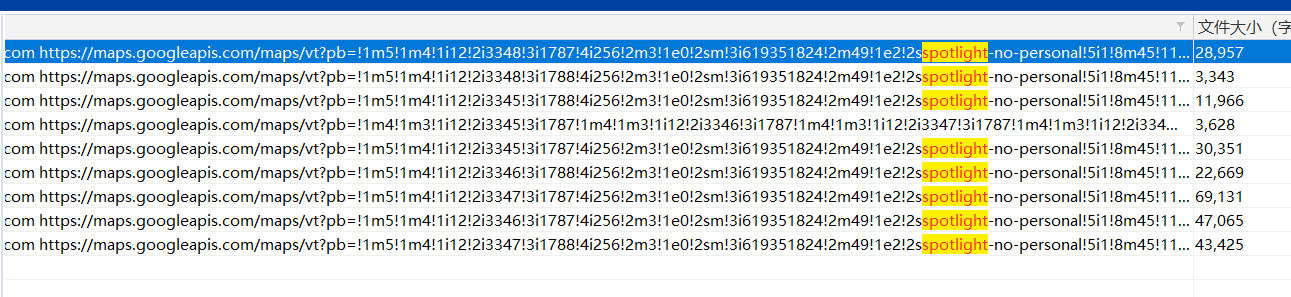 文件大小（字
com https://maps.googleapis.com/maps/vt?pb=!1m5!1m4!1i12!2i3348!3i1787!4i256!2m3!1e0!2sm!3i619351824!2m49!1e2!2sspotlight-no-personal!5i1!8m45!11... 28,957
com https://maps.googleapis.com/maps/vt?pb=!1m5!1m4!1i12!2i3348!3i1788!4i256!2m3!1e0!2sm!3i619351824!2m49!1e2!2sspotlight-no-personal!5i1!8m45!11... 3,343
com https://maps.googleapis.com/maps/vt?pb=!1m5!1m4!1i12!2i3345!3i1788!4i256!2m3!1e0!2sm!3i619351824!2m49!1e2!2sspotlight-no-personal!5i1!8m45!11... 11,966
com https://maps.googleapis.com/maps/vt?pb=!1m4!1m3!1i12!2i3345!3i1787!1m4!1m3!1i12!2i3346!3i1787!1m4!1m3!1i12!2i3347!3i1787!1m4!1m3!1i12!2i334... 3,628
com https://maps.googleapis.com/maps/vt?pb=!1m5!1m4!1i12!2i3345!3i1787!4i256!2m3!1e0!2sm!3i619351824!2m49!1e2!2sspotlight-no-personal!5i1!8m45!11... 30,351
com https://maps.googleapis.com/maps/vt?pb=!1m5!1m4!1i12!2i3346!3i1788!4i256!2m3!1e0!2sm!3i619351824!2m49!1e2!2sspotlight-no-personal!5i1!8m45!11... 22,669
com https://maps.googleapis.com/maps/vt?pb=!1m5!1m4!1i12!2i3347!3i1787!4i256!2m3!1e0!2sm!3i619351824!2m49!1e2!2sspotlight-no-personal!5i1!8m45!11... 69,131
com https://maps.googleapis.com/maps/vt?pb=!1m5!1m4!1i12!2i3346!3i1787!4i256!2m3!1e0!2sm!3i619351824!2m49!1e2!2sspotlight-no-personal!5i1!8m45!11... 47,065
com https://maps.googleapis.com/maps/vt?pb=!1m5!1m4!1i12!2i3347!3i1788!4i256!2m3!1e0!2sm!3i619351824!2m49!1e2!2sspotlight-no-personal!5i1!8m45!11... 43,425